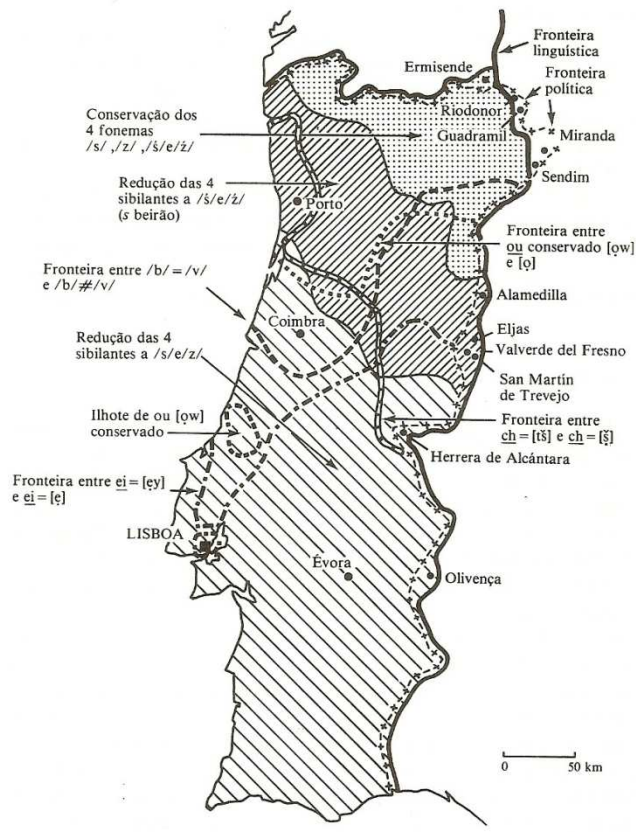 Fronteira
linguística
Ermisende
Fronteira
política
Riodonor
Conservação dos
4 fonemas
/s/ ,/z/ ,/ṡ/e/ż/
Guadramil
Miranda
Sendim
Redução das 4
sibilantes a /ṡ/e/ż/
(s beirão)
Porto
Fronteira entre
ou conservado [ọw]
e [ọ]
Fronteira entre /b/ = /v/
e /b/ # /v/
Alamedilla
Coimbra
Eljas
Valverde del Fresno
Redução das 4
sibilantes a /s/e/z/
San Martín
de Trevejo
Ilhote de ou [ọw]
conservado
Fronteira entre
ch = [tš] e ch = [š]
Herrera de Alcántara
Fronteira entre ei = [ẹy]
e ei = [ẹ]
LISBOA
Évora
Olivença
0 50 km